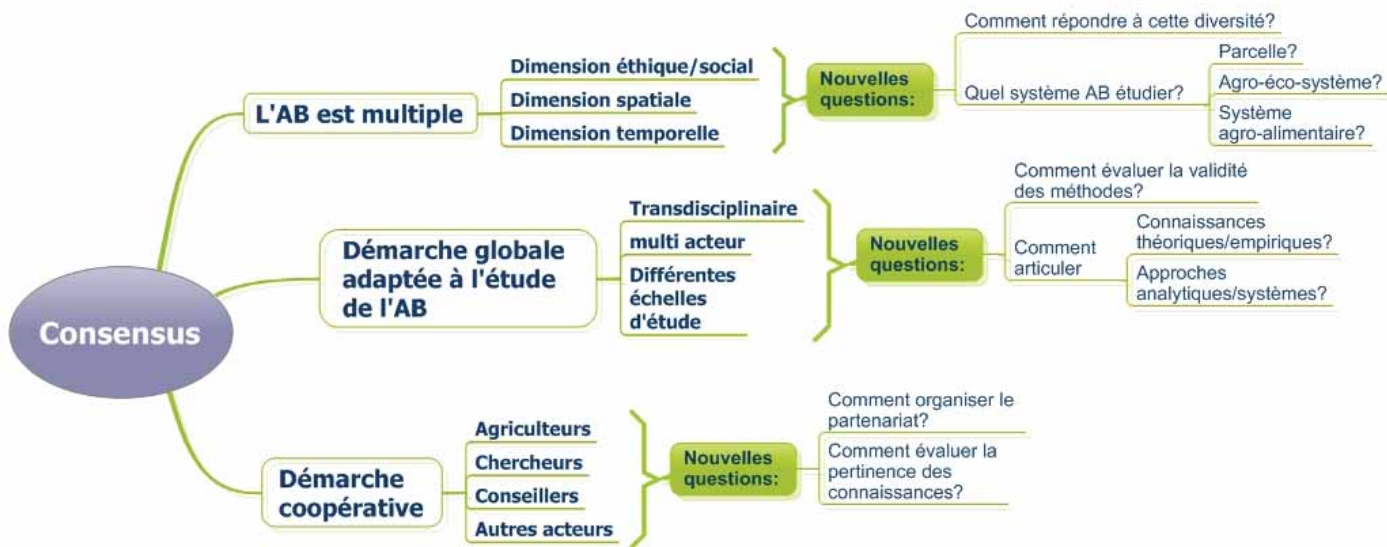 Consensus
L'AB est multiple
Dimension éthique/social
Dimension spatiale
Dimension temporelle
Nouvelles
questions:
Comment répondre à cette diversité?
Quel système AB étudier?
Parcelle?
Agro-éco-système?
Système
agro-alimentaire?
Démarche globale
adaptée à l'étude
de l'AB
Transdisciplinaire
multi acteur
Différentes
échelles
d'étude
Nouvelles
questions:
Comment évaluer la validité
des méthodes?
Comment
articuler
Connaissances
théoriques/empiriques?
Approches
analytiques/systèmes?
Démarche
coopérative
Agriculteurs
Chercheurs
Conseillers
Autres acteurs
Nouvelles
questions:
Comment organiser le
partenariat?
Comment évaluer la
pertinence des
connaissances?